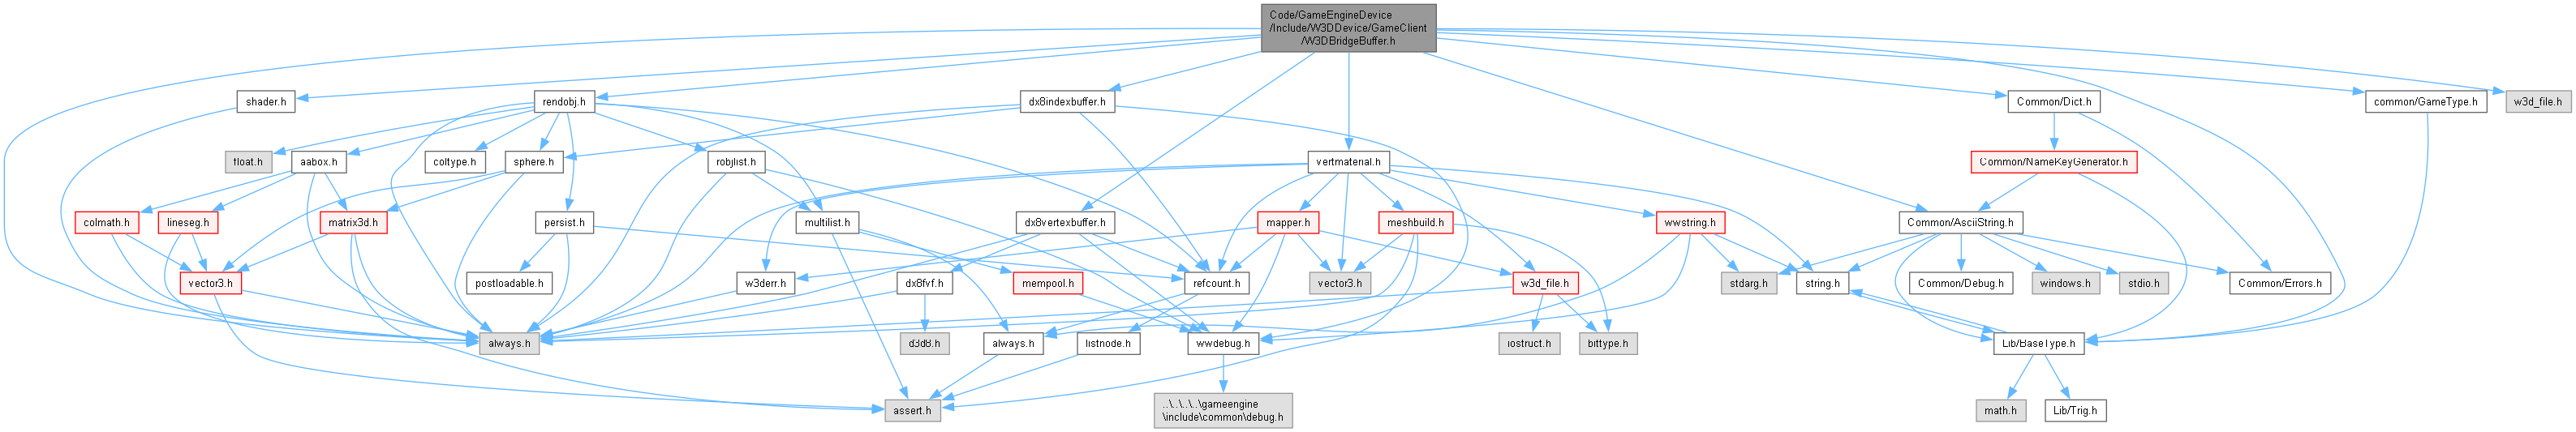 Code/GameEngineDevice
/Include/W3DDevice/GameClient
/W3DBridgeBuffer.h
shader.h
rendobj.h
dx8indexbuffer.h
Common/Dict.h
common/GameType.h
w3d_file.h
float.h
aabox.h
coltype.h
sphere.h
robjlist.h
vertmaterial.h
Common/NameKeyGenerator.h
colmath.h
lineseg.h
matrix3d.h
persist.h
multilist.h
dx8vertexbuffer.h
mapper.h
meshbuild.h
wwstring.h
Common/AsciiString.h
vector3.h
postloadable.h
w3derr.h
dx8fvf.h
mempool.h
refcount.h
vector3.h
w3d_file.h
stdarg.h
string.h
Common/Debug.h
windows.h
stdio.h
Common/Errors.h
always.h
d3d8.h
always.h
listnode.h
wwdebug.h
iostruct.h
bittype.h
Lib/BaseType.h
assert.h
..\..\..\..\gameengine
\include\common\debug.h
math.h
Lib/Trig.h